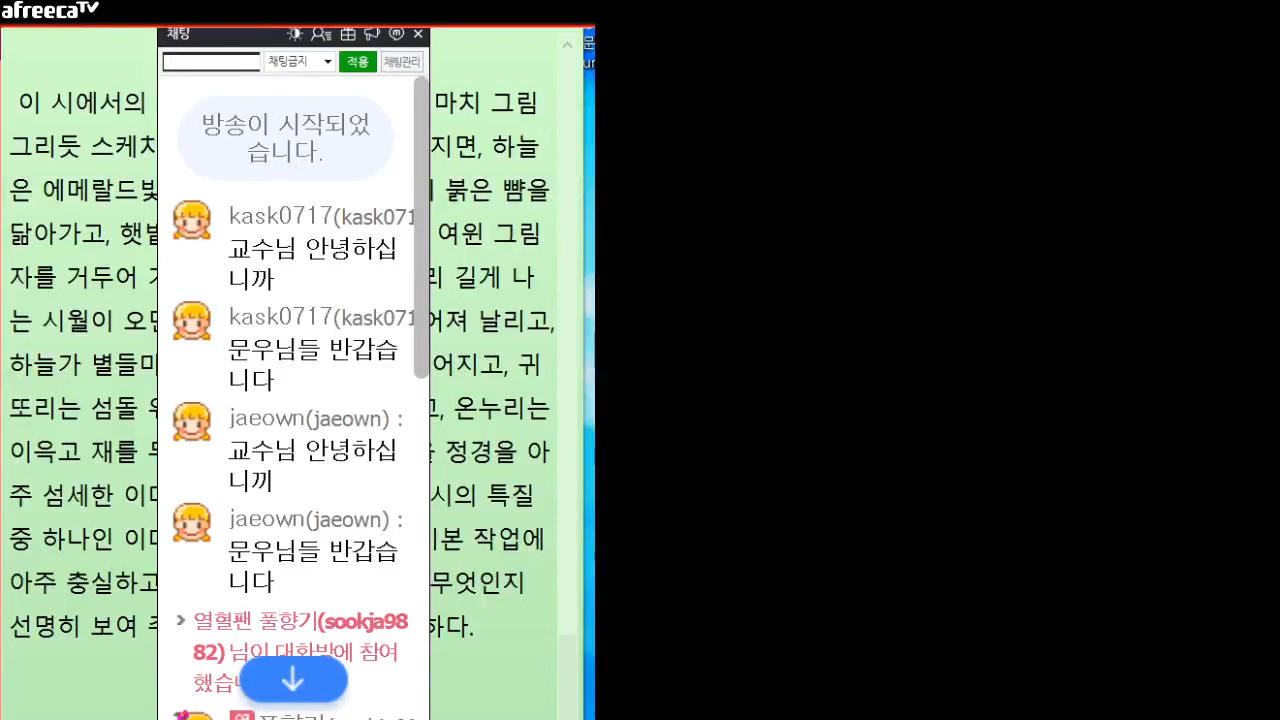 afreecaTV
채팅
채팅금지 적용 채팅관리
방송이 시작되었
습니다.
kask0717(kask071
교수님 안녕하십
니까
kask0717(kask071
문우님들 반갑습
니다
jaeown(jaeown) :
교수님 안녕하십
니끼
jaeown(jaeown) :
문우님들 반갑습
니다
열혈팬 풀향기(sookja98
82) 님이 대화방에 참여
했습
이 시에서의 마치 그림
그리듯 스케치 지면, 하늘
은 에메랄드빛 붉은 뺨을
닮아가고, 햇볕 여윈 그림
자를 거두어 길게 나
는 시월이 오면 어져 날리고,
하늘가 별들마 어지고, 귀
또리는 섬돌 온누리는
이윽고 재를 정경을 아
주 섬세한 이미 시의 특질
중 하나인 이미 기본 작업에
아주 충실하고 무엇인지
선명히 보여 주 하다.